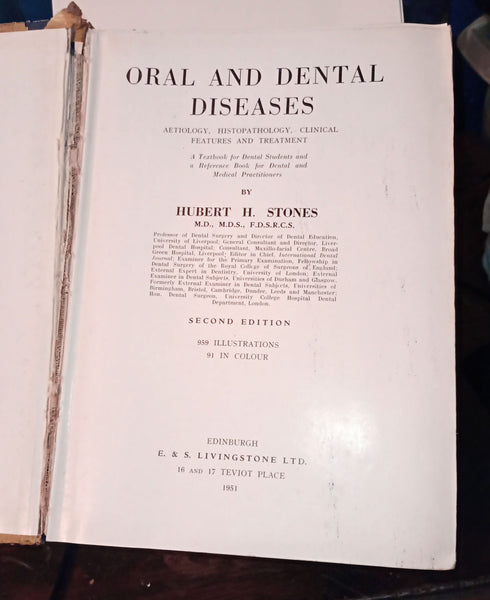 ORAL AND DENTAL
DISEASES
AETIOLOGY, HISTOPATHOLOGY, CLINICAL
FEATURES AND TREATMENT
A Textbook for Dental Students and
a Reference Book for Dental and
Medical Practitioners
BY
HUBERT H. STONES
M.D., M.D.S., F.D.S.R.C.S.
Professor of Dental Surgery and Director of Dental Education,
University of Liverpool; General Consultant and Director, Liver-
pool Dental Hospital; Consultant, Maxillo-facial Centre, Broad
Green Hospital, Liverpool; Editor in Chief, International Dental
Journal; Examiner for the Primary Examination, Fellowship in
Dental Surgery of the Royal College of Surgeons of England;
External Expert in Dentistry, University of London; External
Examiner in Dental Subjects, Universities of Durham and Glasgow.
Formerly External Examiner in Dental Subjects, Universities of
Birmingham, Bristol, Cambridge, Dundee, Leeds and Manchester;
Hon. Dental Surgeon, University College Hospital Dental
Department, London.
SECOND EDITION
959 ILLUSTRATIONS
91 IN COLOUR
EDINBURGH
E. & S. LIVINGSTONE LTD.
16 AND 17 TEVIOT PLACE
1951